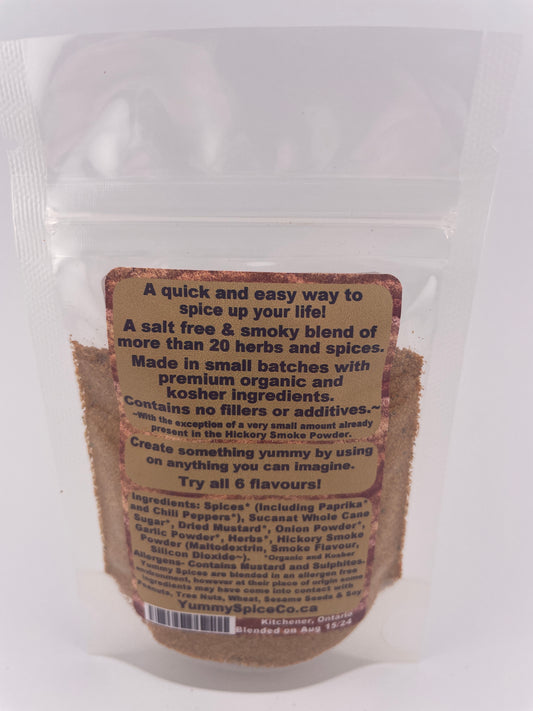 A quick and easy way to
spice up your life!
A salt free & smoky blend of
more than 20 herbs and spices.
Made in small batches with
premium organic and
kosher ingredients.
Contains no fillers or additives.~
~With the exception of a very small amount already
present in the Hickory Smoke Powder.
Create something yummy by using
on anything you can imagine.
Try all 6 flavours!
Ingredients: Spices* (Including Paprika*
and Chili Peppers*), Sucanat Whole Cane
Sugar*, Dried Mustard*, Onion Powder*,
Garlic Powder*, Herbs*, Hickory Smoke
Powder (Maltodextrin, Smoke Flavour,
Silicon Dioxide~). *Organic and Kosher
Allergens- Contains Mustard and Sulphites.
Yummy Spices are blended in an allergen free
environment, however at their place of origin some
ingredients may have come into contact with
Peanuts, Tree Nuts, Wheat, Sesame Seeds & Soy
YummySpiceCo.ca
Kitchener, Ontario
Blended on Aug 15/24